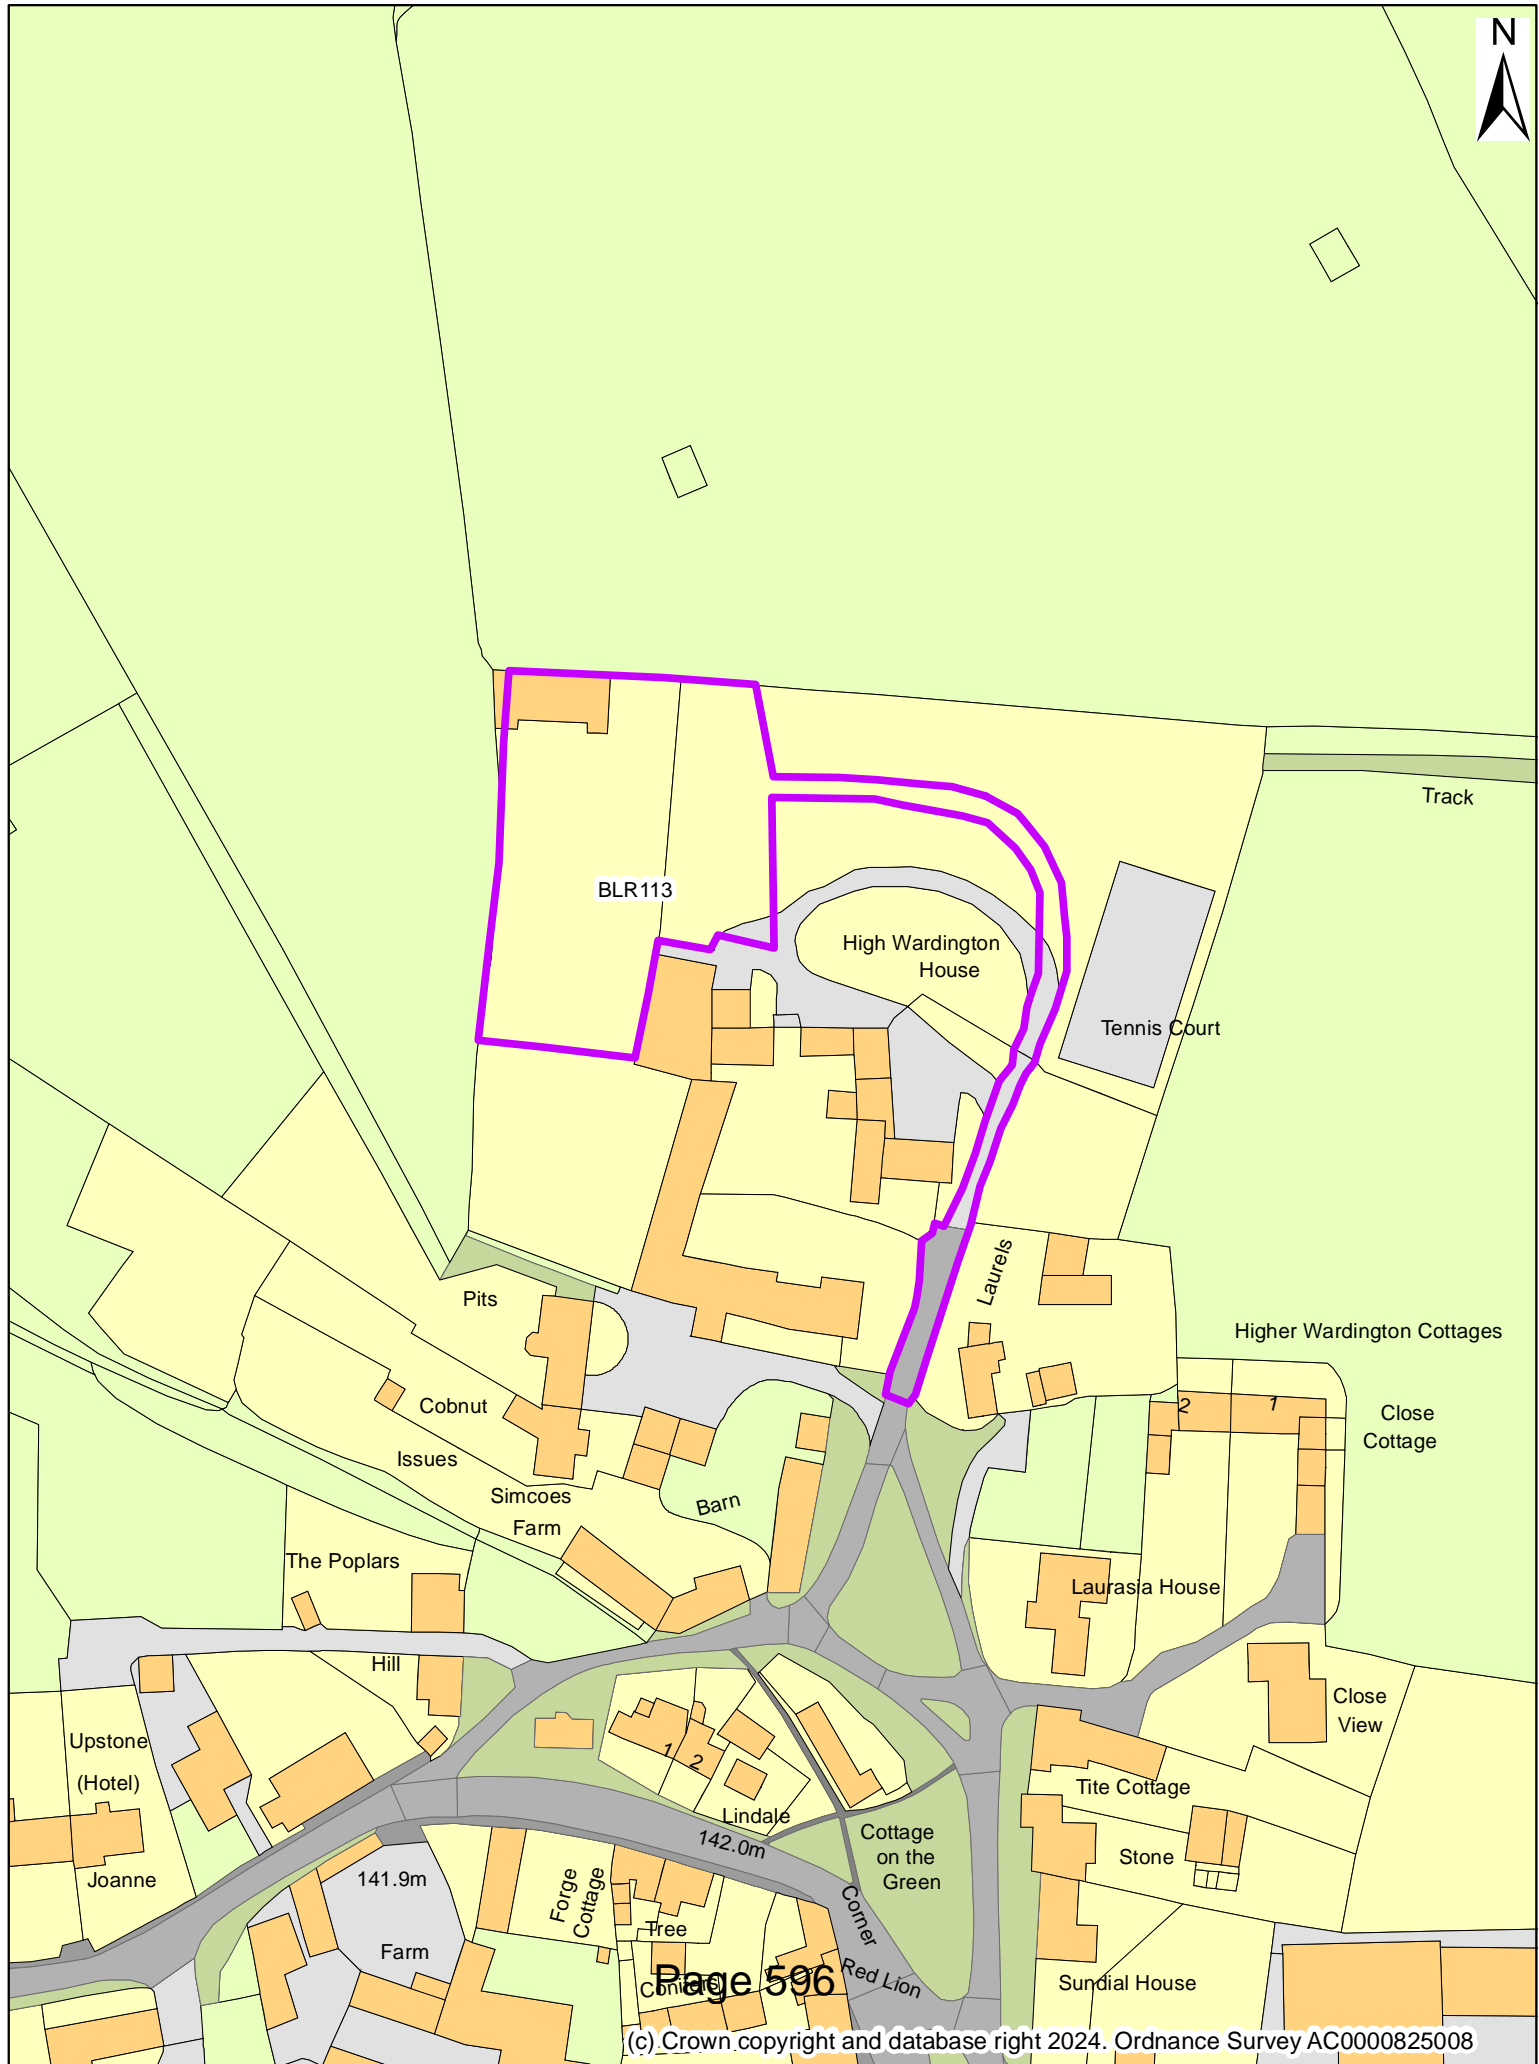 N
Track
BLR113
High Wardington
House
Tennis Court
Laurels
Pits
Higher Wardington Cottages
Cobnut
2
1
Close
Cottage
Issues
Simcoes
Farm
Barn
The Poplars
Laurasia House
Hill
Close
View
Upstone
(Hotel)
1
2
Tite Cottage
Lindale
142.0m
Cottage
on the
Green
Stone
Joanne
141.9m
Forge
Cottage
Corner
Tree
Farm
Red Lion
Conifers
Page 596
Sundial House
(c) Crown copyright and database right 2024. Ordnance Survey AC0000825008